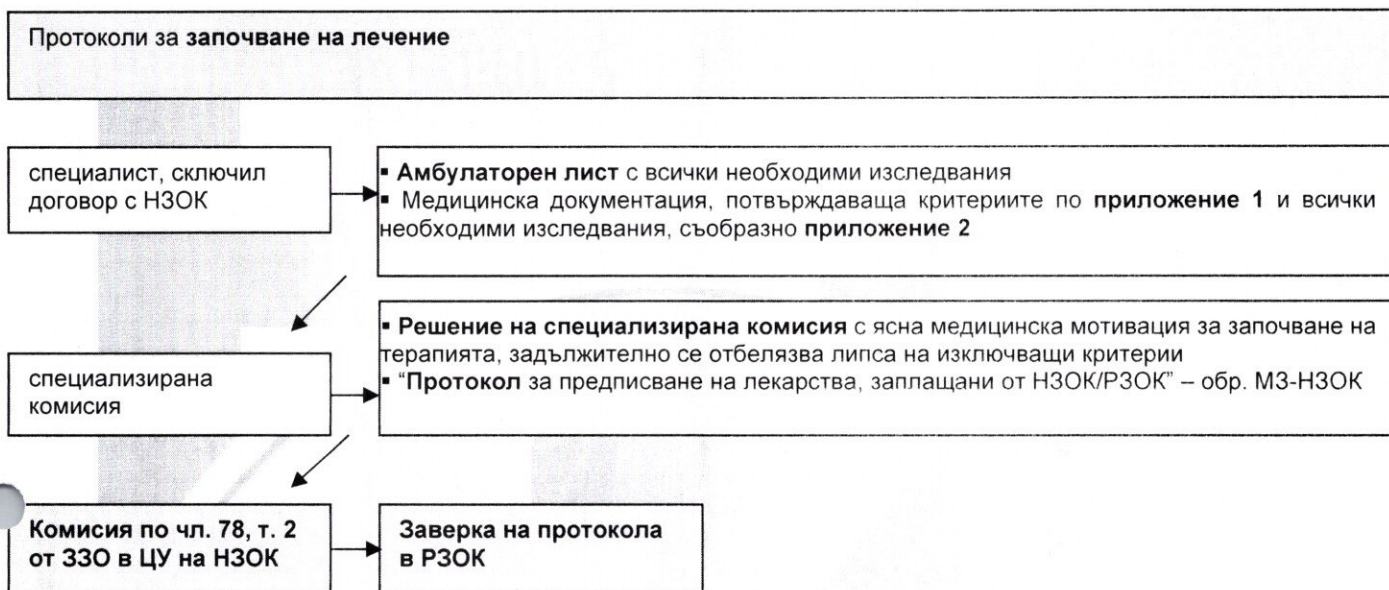 Протоколи за започване на лечение
специалист, сключил
договор с НЗОК
▪ Амбулаторен лист с всички необходими изследвания
▪ Медицинска документация, потвърждаваща критериите по приложение 1 и всички
необходими изследвания, съобразно приложение 2
специализирана
комисия
▪ Решение на специализирана комисия с ясна медицинска мотивация за започване на
терапията, задължително се отбелязва липса на изключващи критерии
▪ “Протокол за предписване на лекарства, заплащани от НЗОК/РЗОК” – обр. МЗ-НЗОК
Комисия по чл. 78, т. 2
от ЗЗО в ЦУ на НЗОК
Заверка на протокола
в РЗОК